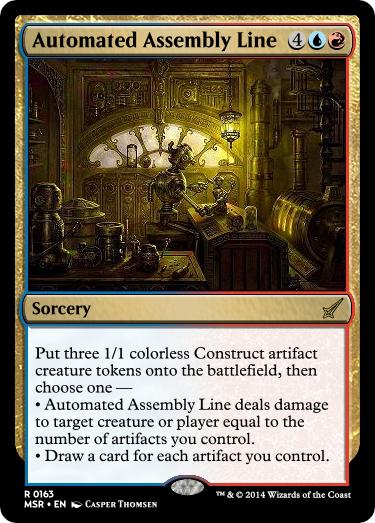 Automated Assembly Line 4
Sorcery
Put three 1/1 colorless Construct artifact
creature tokens onto the battlefield, then
choose one —
• Automated Assembly Line deals damage
to target creature or player equal to the
number of artifacts you control.
• Draw a card for each artifact you control.
R 0163
MSR • EN Casper Thomsen
™ & © 2014 Wizards of the Coast